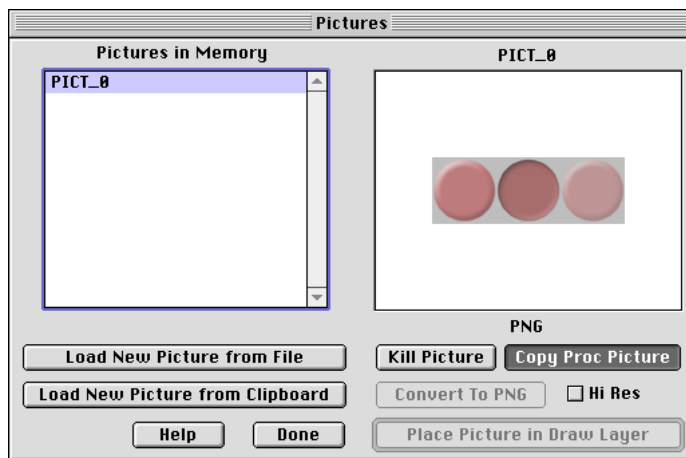 Pictures
Pictures in Memory
PICT_0
PICT_0
PNG
Load New Picture from File
Kill Picture
Copy Proc Picture
Load New Picture from Clipboard
Convert To PNG
Hi Res
Help
Done
Place Picture in Draw Layer